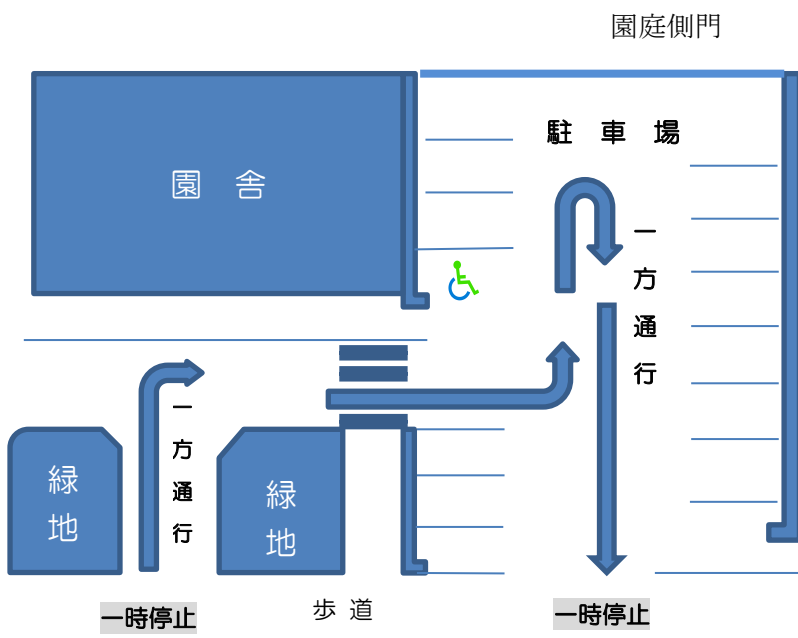 園庭側門
駐 車 場
園 舎
一方通行
一方通行
緑地
緑地
一時停止
歩 道
一時停止